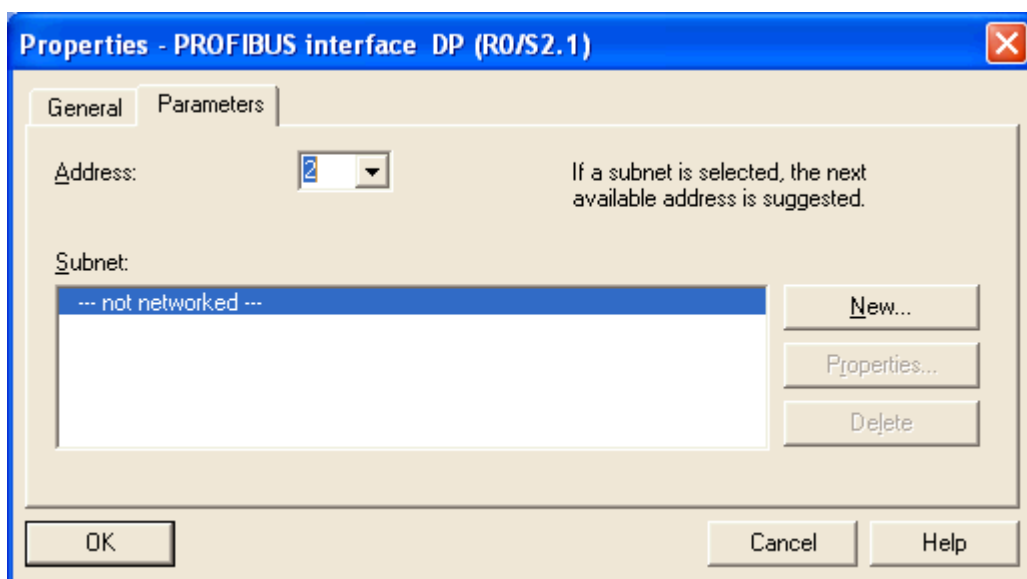 Properties - PROFIBUS interface DP (R0/S2.1)
General Parameters
Address: 2 If a subnet is selected, the next
available address is suggested.
Subnet:
--- not networked ---
New...
Properties...
Delete
OK Cancel Help